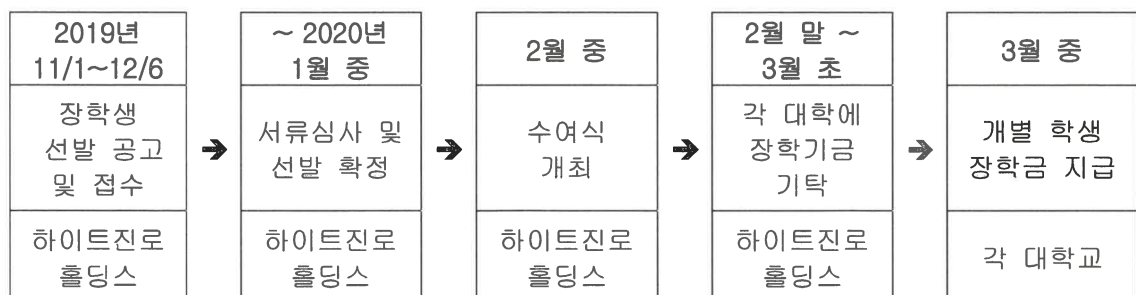 2019년
11/1~12/6
장학생
선발 공고
및 접수
하이트진로
홀딩스
➔
~ 2020년
1월 중
서류심사 및
선발 확정
하이트진로
홀딩스
➔
2월 중
수여식
개최
하이트진로
홀딩스
➔
2월 말 ~
3월 초
각 대학에
장학기금
기탁
하이트진로
홀딩스
➔
3월 중
개별 학생
장학금 지급
각 대학교